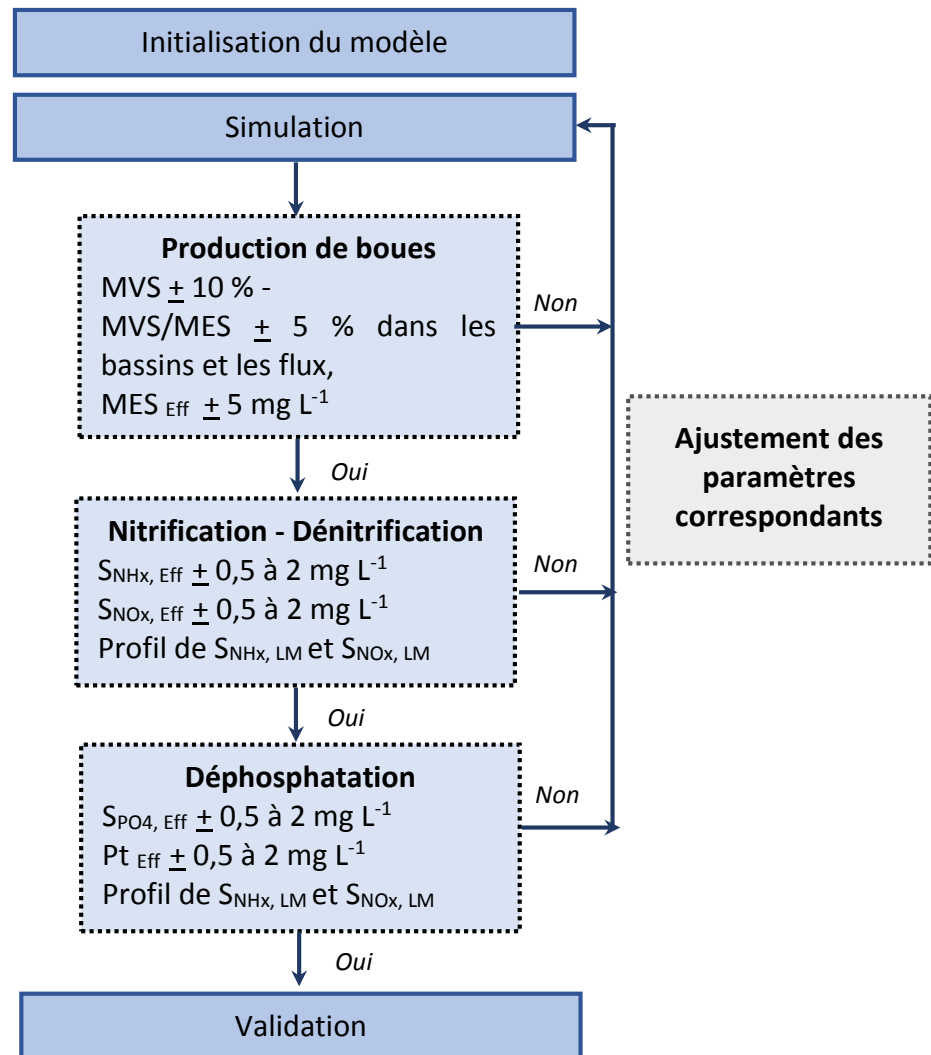 Initialisation du modèle
Simulation
Production de boues
MVS ± 10 % -
MVS/MES ± 5 % dans les
bassins et les flux,
MES Eff ± 5 mg L-1
Non
Oui
Ajustement des
paramètres
correspondants
Nitrification - Dénitrification
SNHx, Eff ± 0,5 à 2 mg L-1
SNOx, Eff ± 0,5 à 2 mg L-1
Profil de SNHx, LM et SNOx, LM
Non
Oui
Déphosphatation
SPO4, Eff ± 0,5 à 2 mg L-1
Pt Eff ± 0,5 à 2 mg L-1
Profil de SNHx, LM et SNOx, LM
Non
Oui
Validation